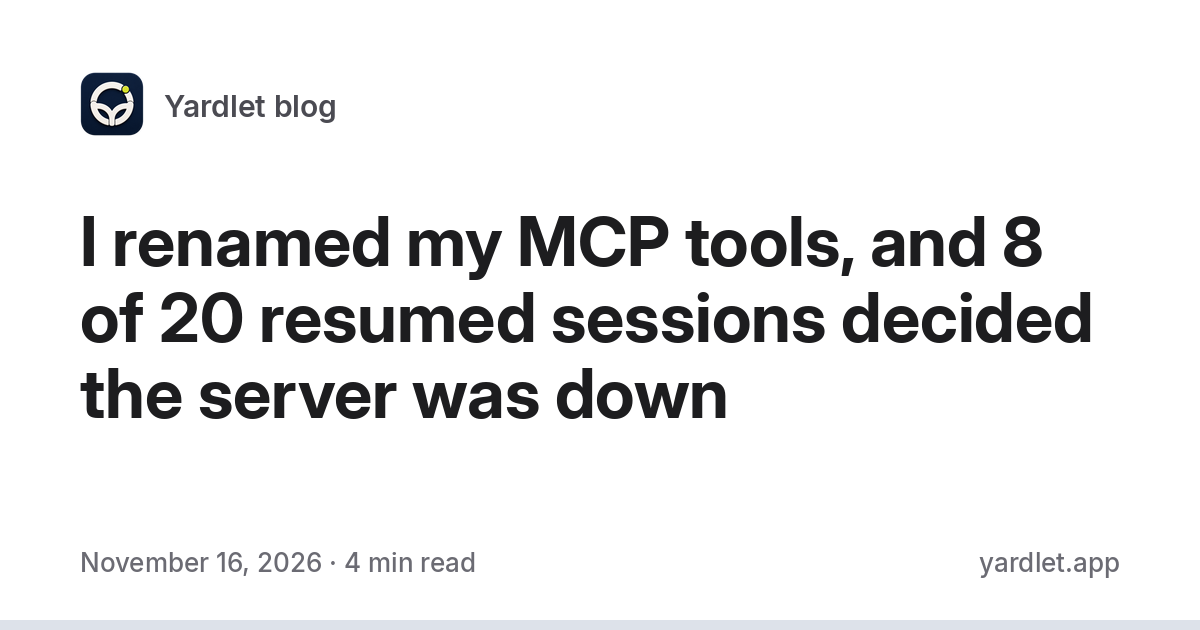 Yardlet blog
I renamed my MCP tools, and 8
of 20 resumed sessions decided
the server was down
November 16, 2026 · 4 min read
yardlet.app